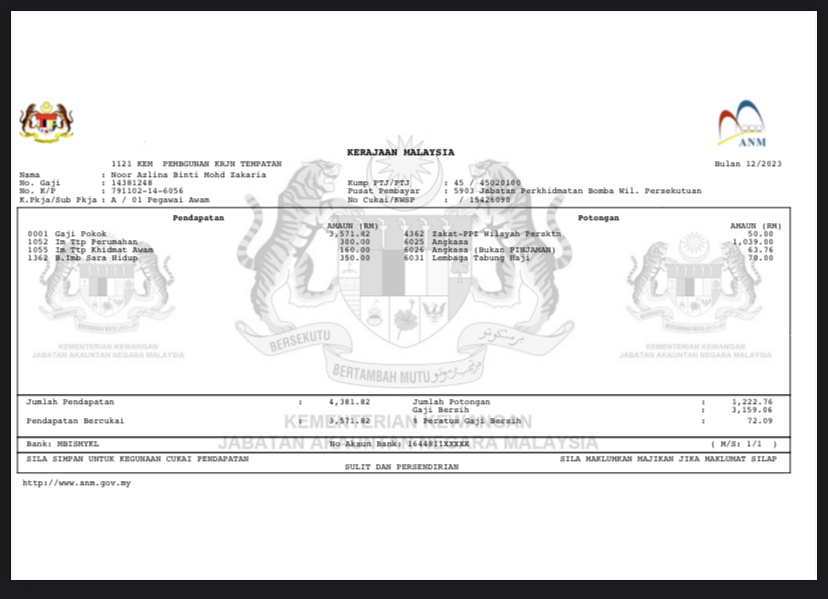 ANM
KERAJAAN MALAYSIA
1121 KEM PEMBGUNAN KRJN TEMPATAN
Bulan 12/2023
Nama : Noor Azlina Binti Mohd Zakaria
No. Gaji : 14381248 Kump PTJ/PTJ : 45 / 45020100
No. K/P : 791102-14-6056 Pusat Pembayar : 5903 Jabatan Perkhidmatan Bomba Wil. Persekutuan
K.Pkja/Sub Pkja : A / 01 Pegawai Awam No Cukai/KWSP : / 15426090
Pendapatan Potongan
AMAUN (RM) AMAUN (RM)
0001 Gaji Pokok 3,571.82 4362 Zakat-PPZ Wilayah Persktn 50.00
1052 Im Ttp Perumahan 300.00 6025 Angkasa 1,039.00
1055 Im Ttp Khidmat Awam 160.00 6026 Angkasa (Bukan PINJAMAN) 63.76
1362 B.Imb Sara Hidup 350.00 6031 Lembaga Tabung Haji 70.00
BERSEKUTU
BERTAMBAH MUTU
KEMENTERIAN KEWANGAN KEMENTERIAN KEWANGAN
JABATAN AKAUNTAN NEGARA MALAYSIA JABATAN AKAUNTAN NEGARA MALAYSIA
Jumlah Pendapatan : 4,381.82 Jumlah Potongan : 1,222.76
Gaji Bersih : 3,159.06
Pendapatan Bercukai : 3,571.82 % Peratus Gaji Bersih : 72.09
KEMENTERIAN KEWANGAN
JABATAN AKAUNTAN NEGARA MALAYSIA
Bank: MBISMYKL No Akaun Bank: 1644811XXXXX ( M/S: 1/1 )
SILA SIMPAN UNTUK KEGUNAAN CUKAI PENDAPATAN SILA MAKLUMKAN MAJIKAN JIKA MAKLUMAT SILAP
SULIT DAN PERSENDIRIAN
http://www.anm.gov.my